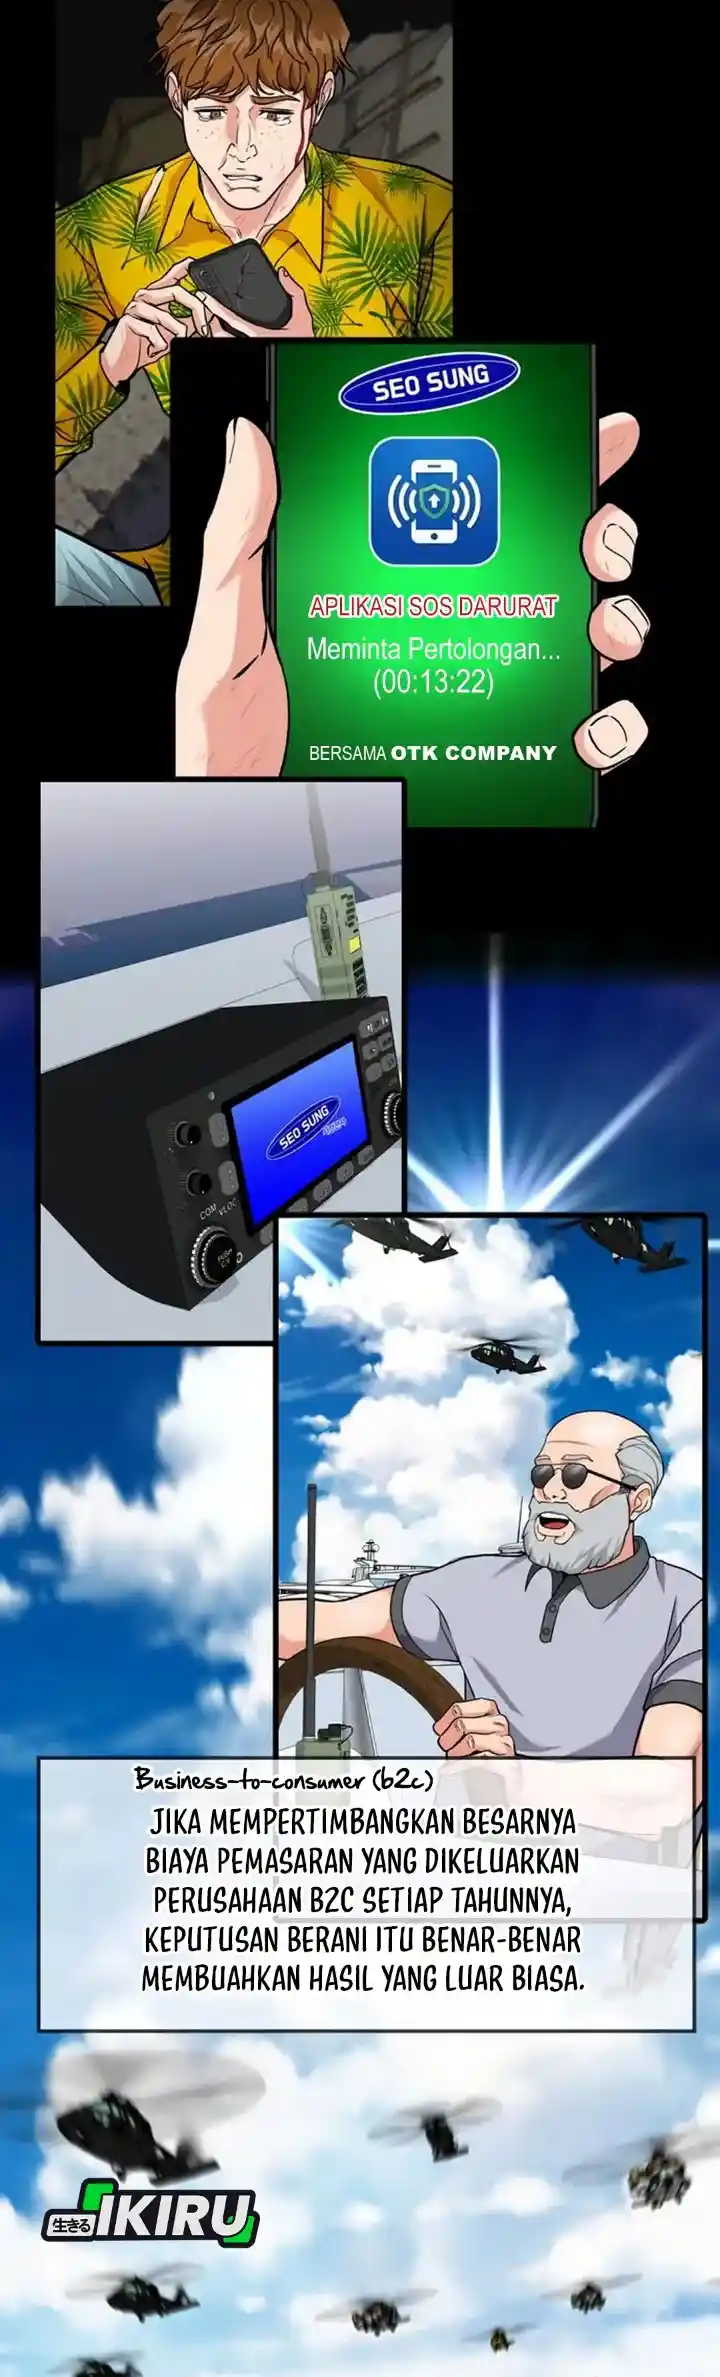 SEO SUNG
APLIKASI SOS DARURAT
Meminta Pertolongan...
(00:13:22)
BERSAMA OTK COMPANY
SEO SUNG
COM
VLOC
PUSH
Business-to-consumer (b2c)
JIKA MEMPERTIMBANGKAN BESARNYA
BIAYA PEMASARAN YANG DIKELUARKAN
PERUSAHAAN B2C SETIAP TAHUNNYA,
KEPUTUSAN BERANI ITU BENAR-BENAR
MEMBUAHKAN HASIL YANG LUAR BIASA.
生きる IKIRU